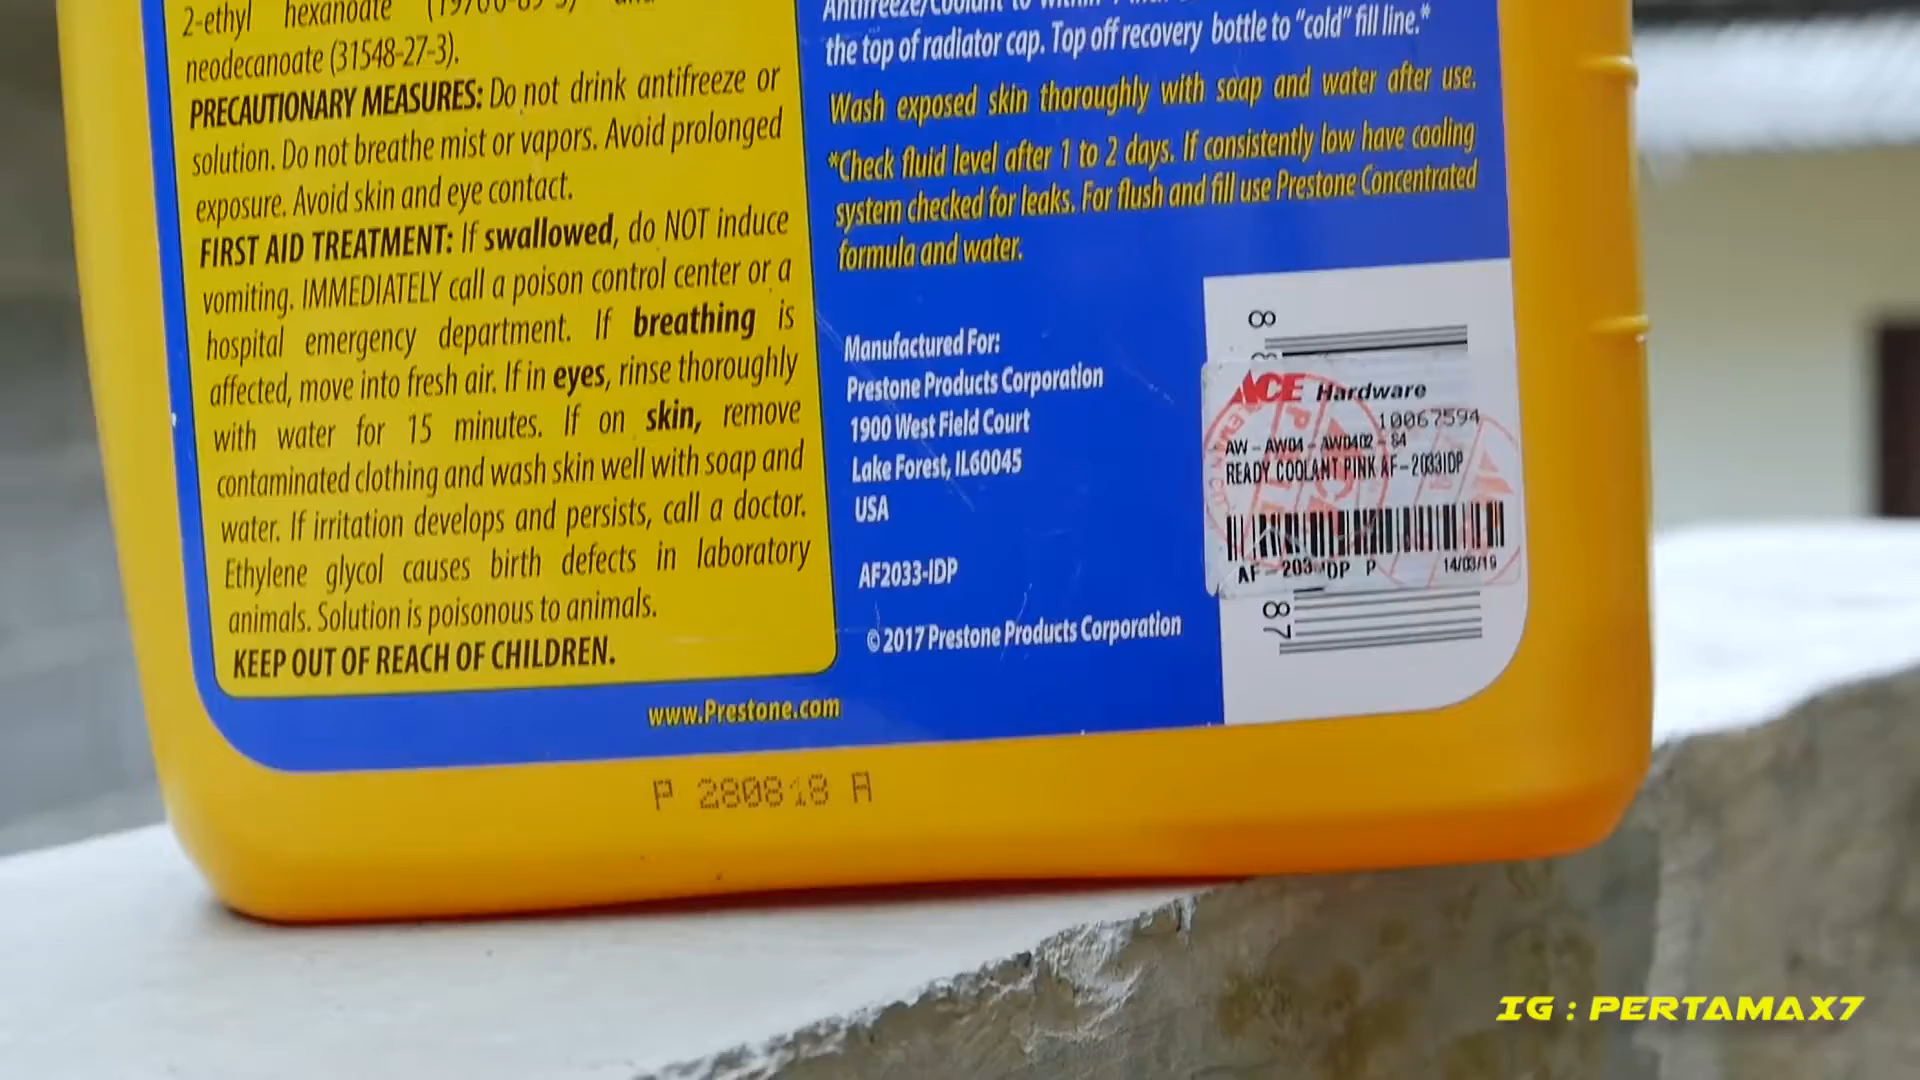 2-ethyl hexanoate
neodecanoate (31548-27-3).
PRECAUTIONARY MEASURES: Do not drink antifreeze or
solution. Do not breathe mist or vapors. Avoid prolonged
exposure. Avoid skin and eye contact.
FIRST AID TREATMENT: If swallowed, do NOT induce
vomiting. IMMEDIATELY call a poison control center or a
hospital emergency department. If breathing is
affected, move into fresh air. If in eyes, rinse thoroughly
with water for 15 minutes. If on skin, remove
contaminated clothing and wash skin well with soap and
water. If irritation develops and persists, call a doctor.
Ethylene glycol causes birth defects in laboratory
animals. Solution is poisonous to animals.
KEEP OUT OF REACH OF CHILDREN.
Antifreeze/Coolant to within
the top of radiator cap. Top off recovery bottle to “cold” fill line.*
Wash exposed skin thoroughly with soap and water after use.
*Check fluid level after 1 to 2 days. If consistently low have cooling
system checked for leaks. For flush and fill use Prestone Concentrated
formula and water.
Manufactured For:
Prestone Products Corporation
1900 West Field Court
Lake Forest, IL60045
USA
AF2033-IDP
© 2017 Prestone Products Corporation
8
ACE Hardware
10067594
AW-AW04-AW0402-84
READY COOLANT PINK AF-2033IDP
AF-203 IDP P 14/03/19
8 7
www.Prestone.com
P 280818 A
IG : PERTAMAX7